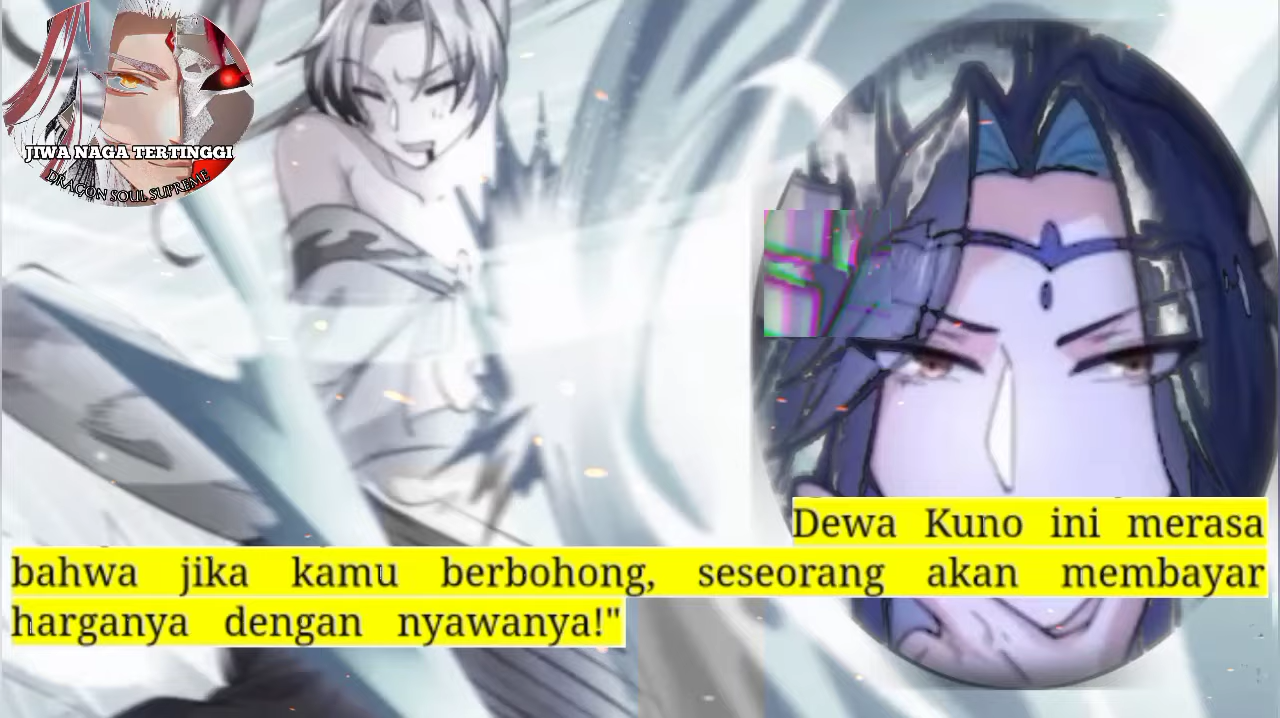 JIWA NAGA TERTINGGI
DRAGON SOUL SUPREME
Dewa Kuno ini merasa
bahwa jika kamu berbohong, seseorang akan membayar
harganya dengan nyawanya!"